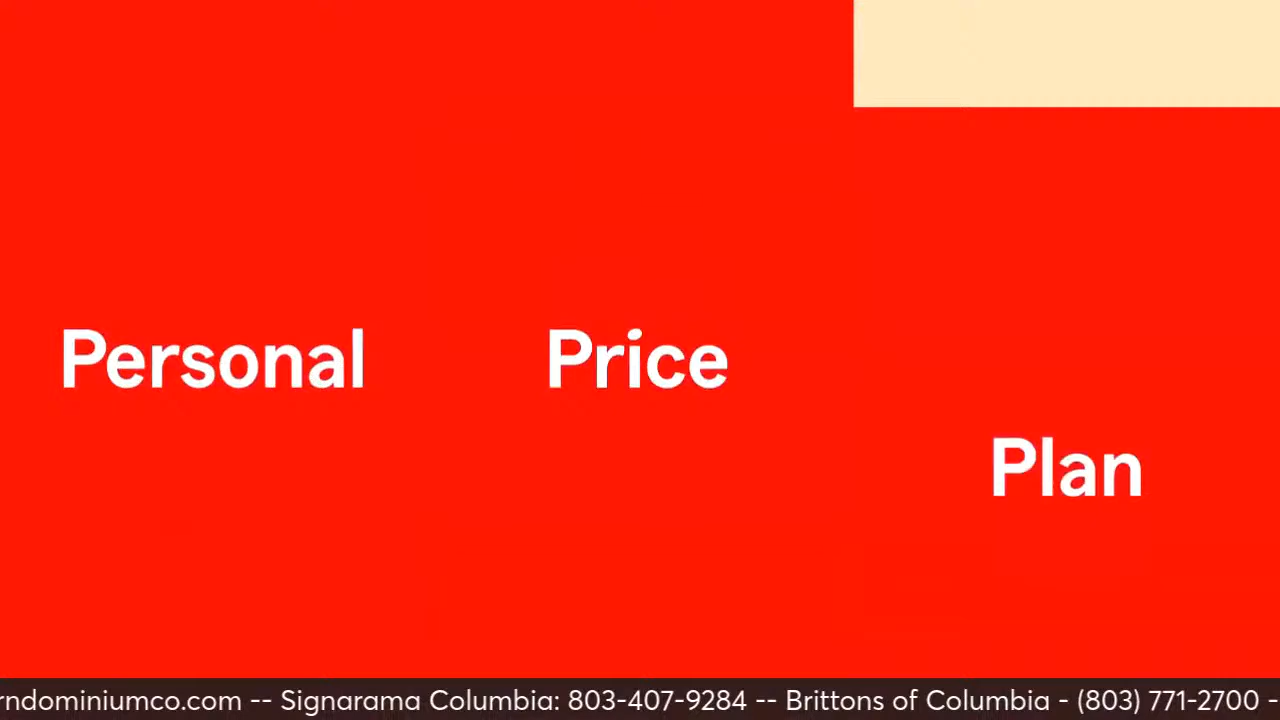 Personal Price
Plan
rndominiumco.com -- Signarama Columbia: 803-407-9284 -- Brittons of Columbia - (803) 771-2700 -